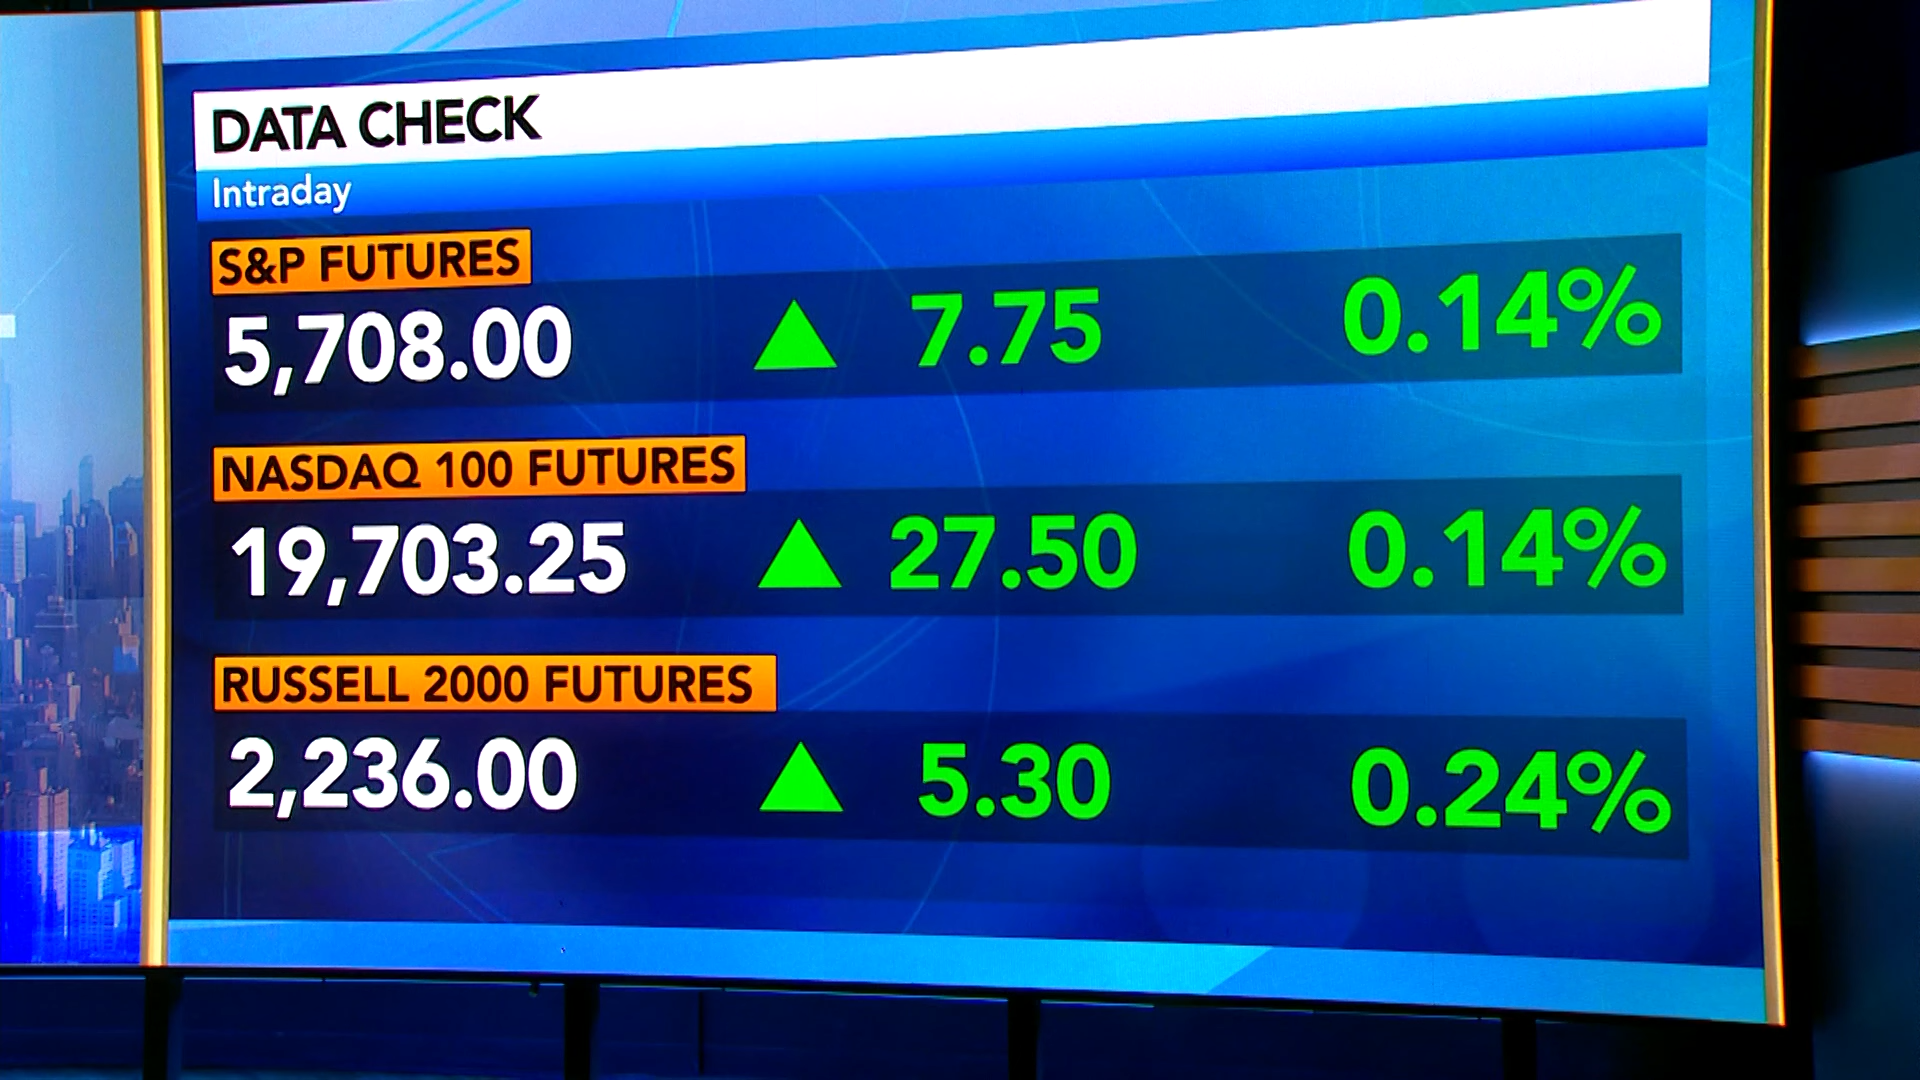 DATA CHECK
Intraday
S&P FUTURES
5,708.00 ▲ 7.75 0.14%
NASDAQ 100 FUTURES
19,703.25 ▲ 27.50 0.14%
RUSSELL 2000 FUTURES
2,236.00 ▲ 5.30 0.24%